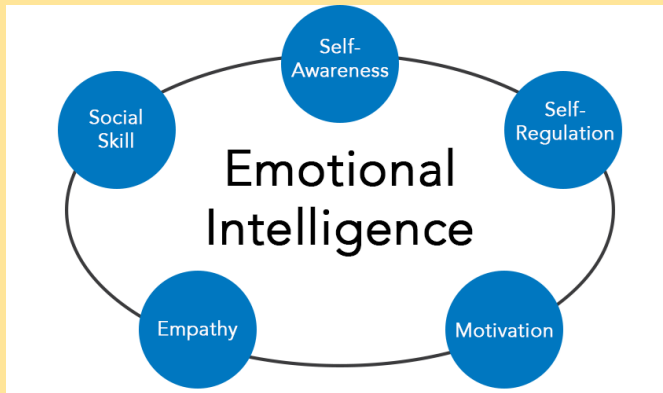 Self-
Awareness
Social
Skill
Self-
Regulation
Emotional
Intelligence
Empathy
Motivation